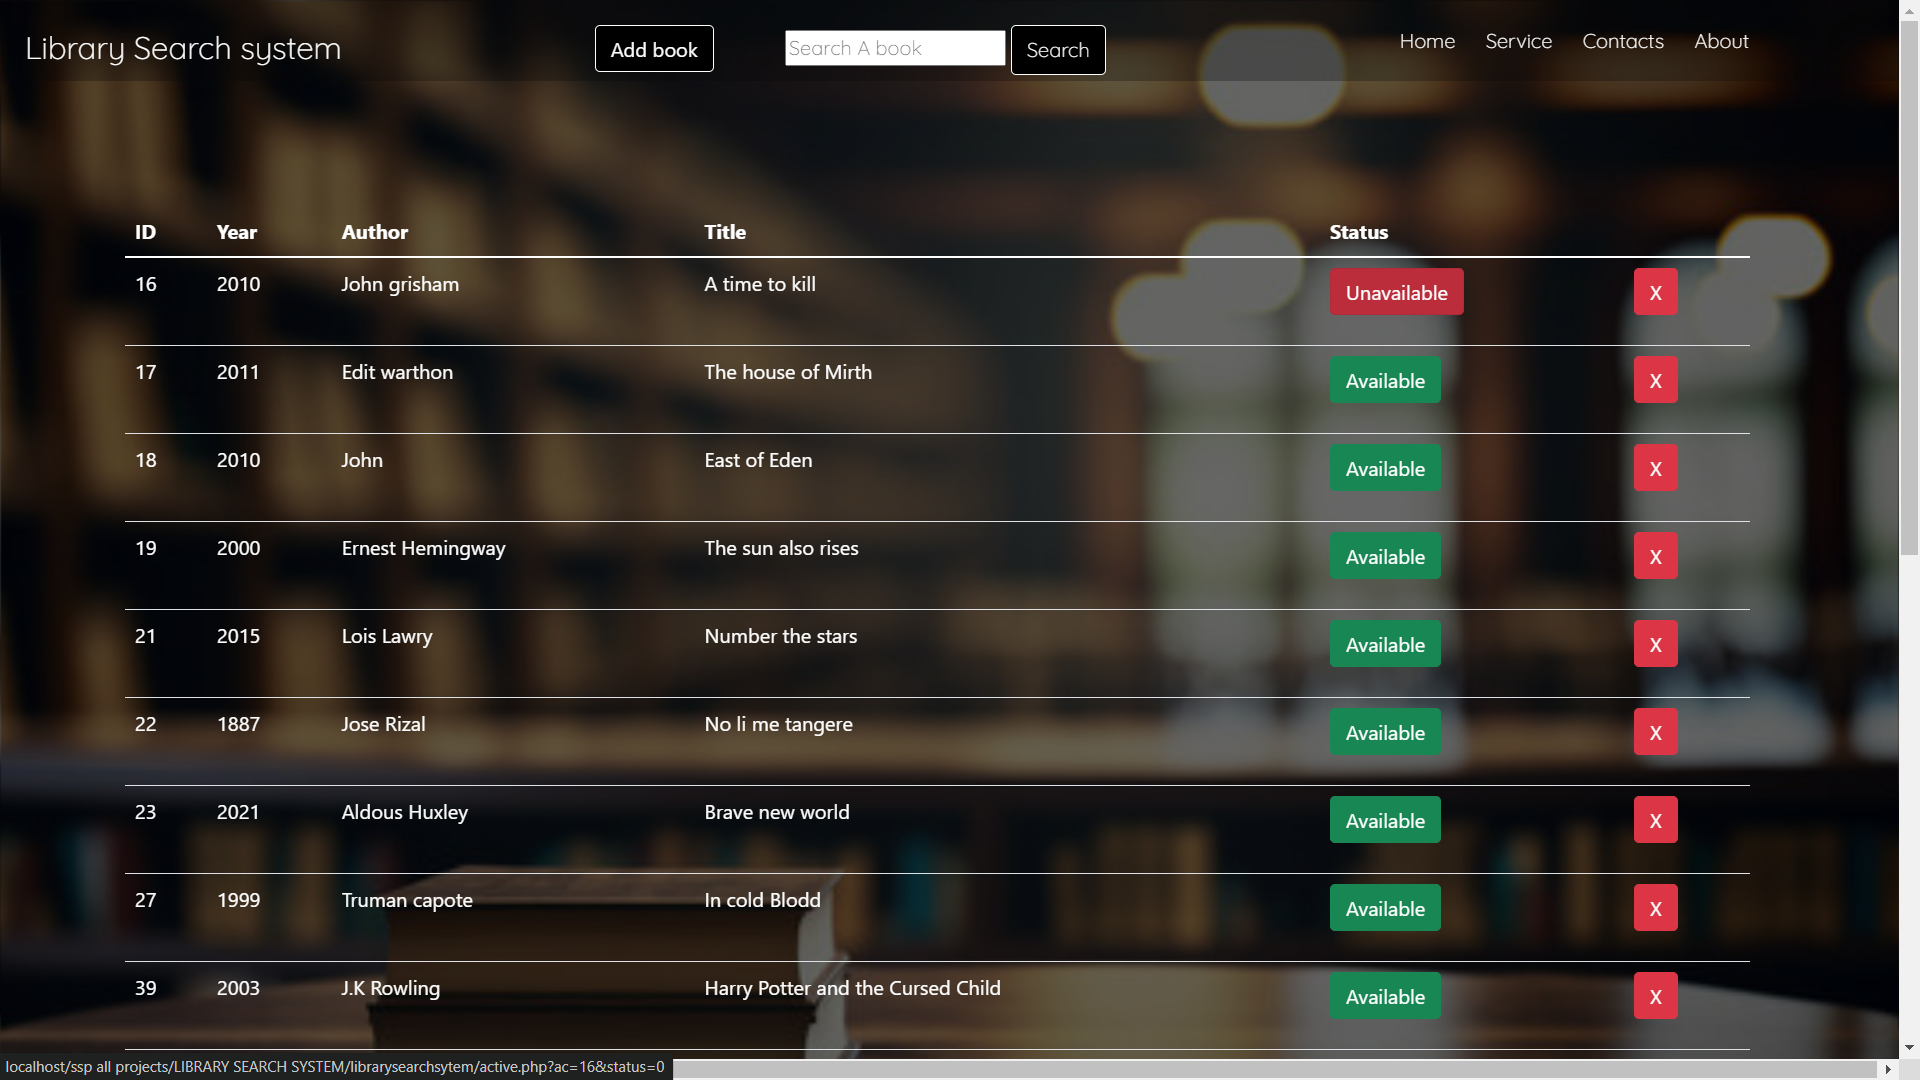 Library Search system Add book Search A book Search Home Service Contacts About
ID Year Author Title Status
16 2010 John grisham A time to kill Unavailable X
17 2011 Edit warthon The house of Mirth Available X
18 2010 John East of Eden Available X
19 2000 Ernest Hemingway The sun also rises Available X
21 2015 Lois Lawry Number the stars Available X
22 1887 Jose Rizal No li me tangere Available X
23 2021 Aldous Huxley Brave new world Available X
27 1999 Truman capote In cold Blodd Available X
39 2003 J.K Rowling Harry Potter and the Cursed Child Available X
localhost/ssp all projects/LIBRARY SEARCH SYSTEM/librarysearchsytem/active.php?ac=16&status=0